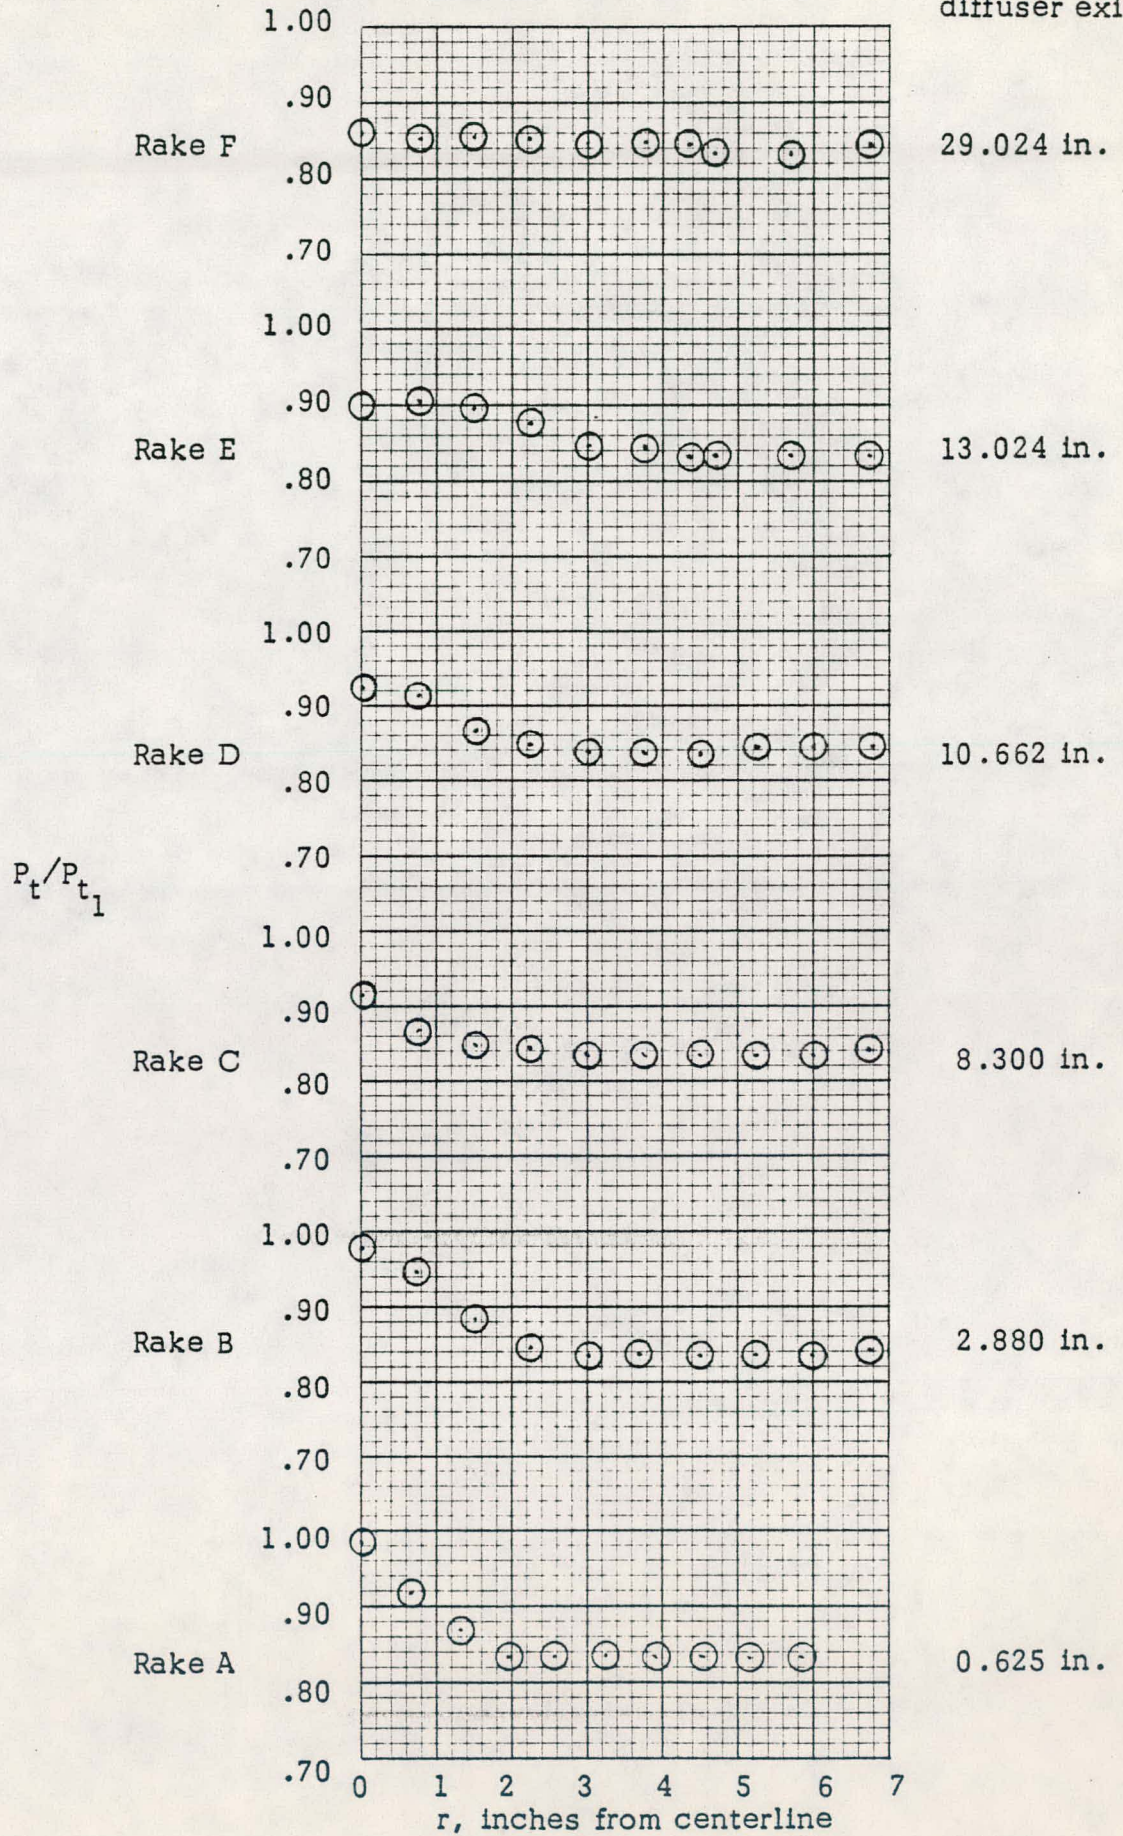 diffuser exi
1.00
.90
Rake F 29.024 in.
.80
.70
1.00
.90
Rake E 13.024 in.
.80
.70
1.00
.90
Rake D 10.662 in.
.80
.70
Pt/Pt1
1.00
.90
Rake C 8.300 in.
.80
.70
1.00
.90
Rake B 2.880 in.
.80
.70
1.00
.90
Rake A 0.625 in.
.80
.70
0 1 2 3 4 5 6 7
r, inches from centerline